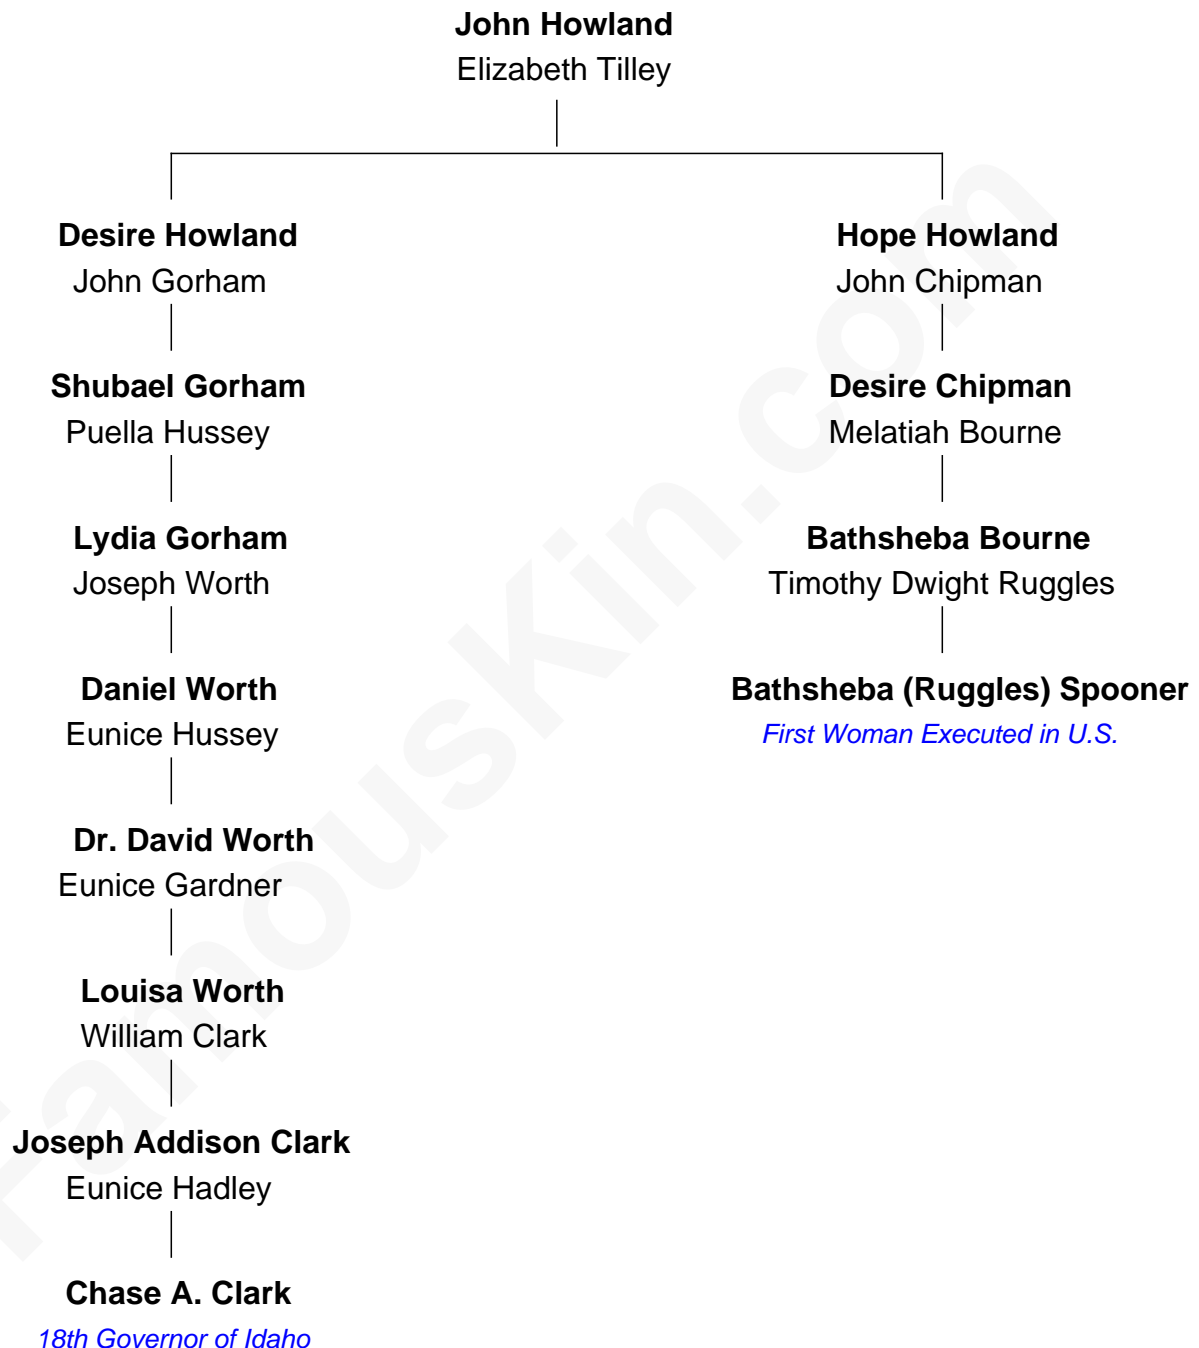 John Howland
Elizabeth Tilley
Desire Howland
John Gorham
Shubael Gorham
Puella Hussey
Lydia Gorham
Joseph Worth
Daniel Worth
Eunice Hussey
Dr. David Worth
Eunice Gardner
Louisa Worth
William Clark
Joseph Addison Clark
Eunice Hadley
Chase A. Clark
18th Governor of Idaho
Hope Howland
John Chipman
Desire Chipman
Melatiah Bourne
Bathsheba Bourne
Timothy Dwight Ruggles
Bathsheba (Ruggles) Spooner
First Woman Executed in U.S.
FamousKin.com